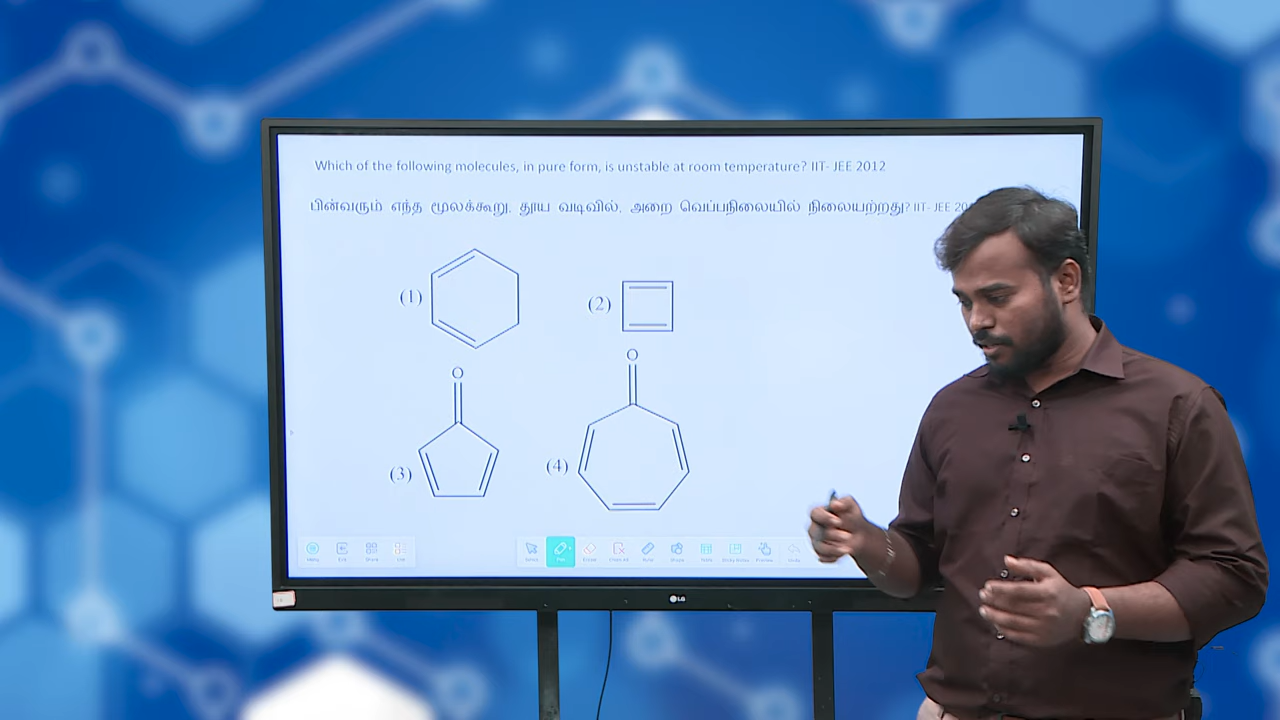 Which of the following molecules, in pure form, is unstable at room temperature? IIT- JEE 2012
பின்வரும் எந்த மூலக்கூறு, தூய வடிவில், அறை வெப்பநிலையில் நிலையற்றது? IIT- JEE
(1)
(2)
O
O
(3)
(4)
LG